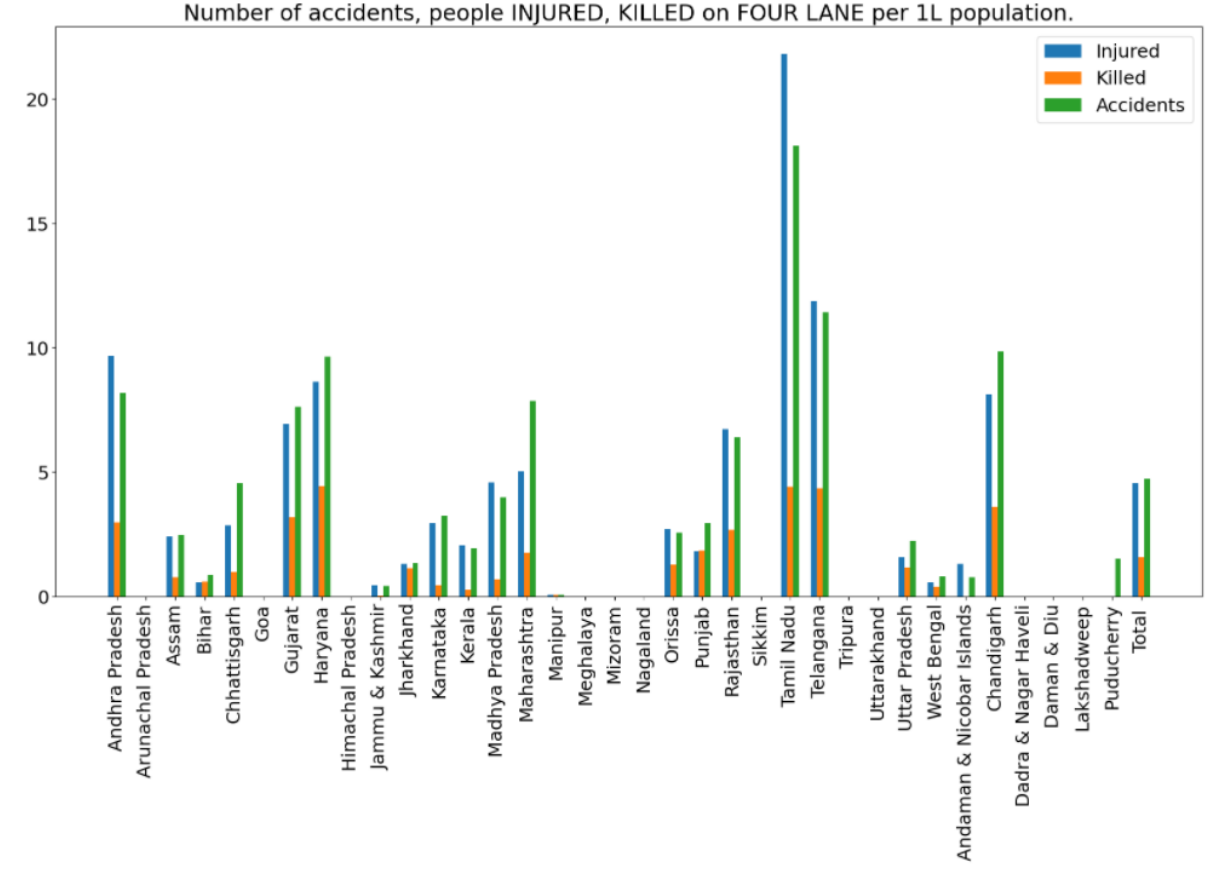 Number of accidents, people INJURED, KILLED on FOUR LANE per 1L population.
Injured
Killed
Accidents
20
15
10
5
0
Andhra Pradesh
Arunachal Pradesh
Assam
Bihar
Chhattisgarh
Goa
Gujarat
Haryana
Himachal Pradesh
Jammu & Kashmir
Jharkhand
Karnataka
Kerala
Madhya Pradesh
Maharashtra
Manipur
Meghalaya
Mizoram
Nagaland
Orissa
Punjab
Rajasthan
Sikkim
Tamil Nadu
Telangana
Tripura
Uttarakhand
Uttar Pradesh
West Bengal
Andaman & Nicobar Islands
Chandigarh
Dadra & Nagar Haveli
Daman & Diu
Lakshadweep
Puducherry
Total